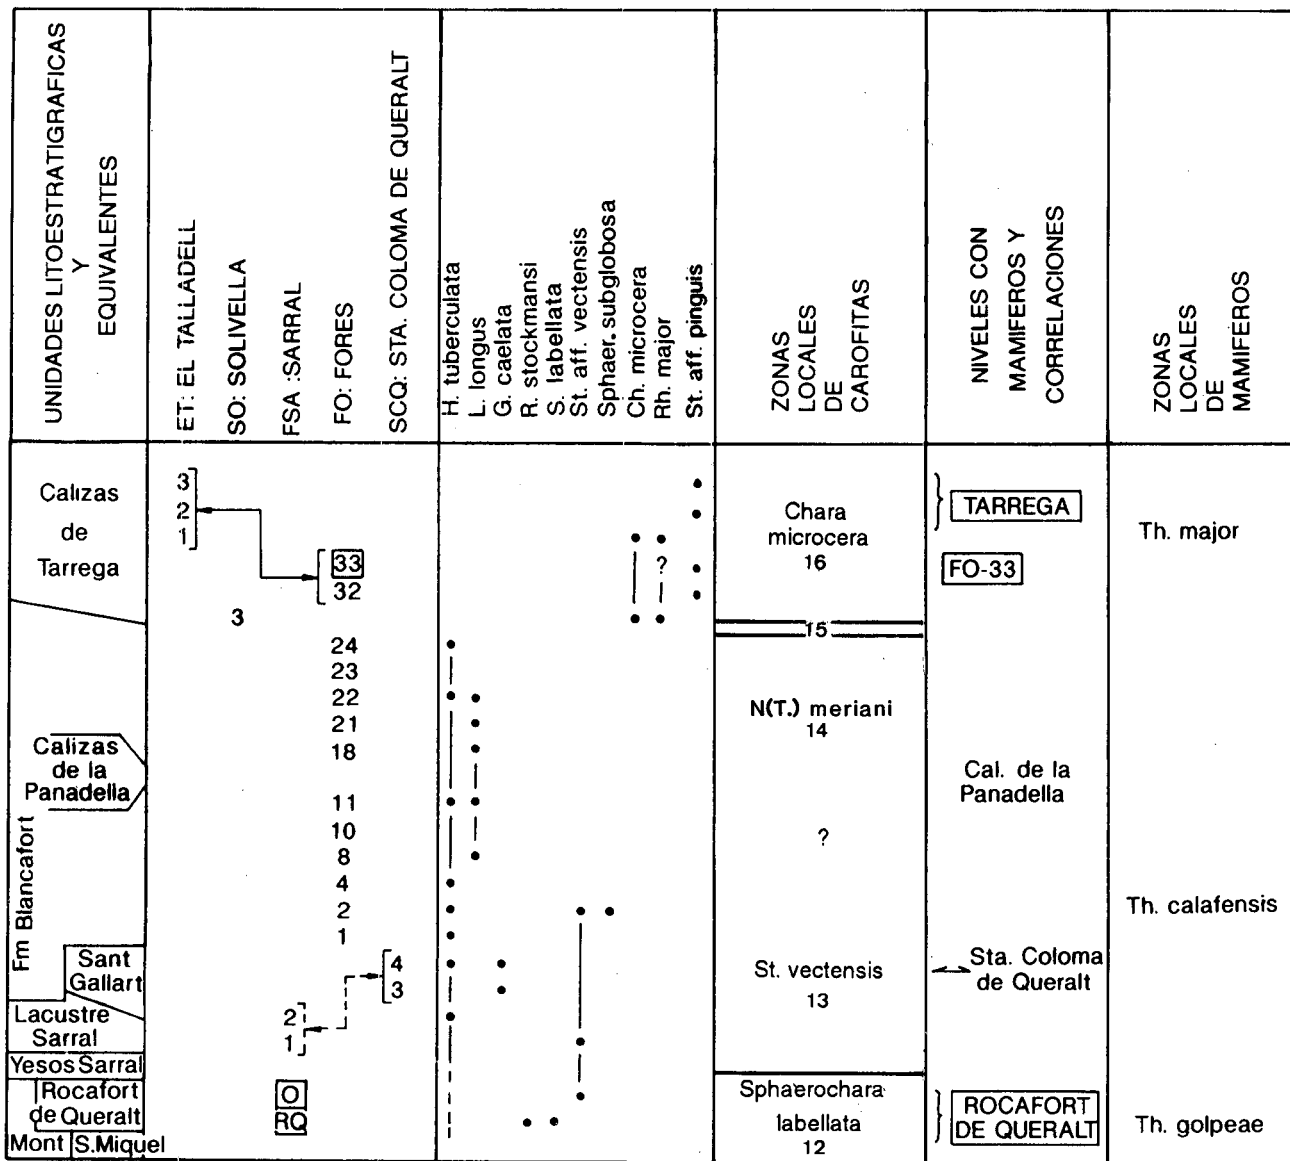 UNIDADES LITOESTRATIGRAFICAS
Y
EQUIVALENTES
ET: EL TALLADELL
SO: SOLIVELLA
FSA :SARRAL
FO: FORES
SCQ: STA. COLOMA DE QUERALT
H. tuberculata
L. longus
G. caelata
R. stockmansi
S. labellata
St. aff. vectensis
Sphaer. subglobosa
Ch. microcera
Rh. major
St. aff. pinguis
ZONAS
LOCALES
DE
CAROFITAS
NIVELES CON
MAMIFEROS Y
CORRELACIONES
ZONAS
LOCALES
DE
MAMIFEROS
Calizas
de
Tarrega
Calizas
de la
Panadella
Fm Blancafort
Sant
Gallart
Lacustre
Sarral
Yesos Sarral
Rocafort
de Queralt
Mont
S.Miquel
3
2
1
3
2
1
O
RQ
33
32
24
23
22
21
18
11
10
8
4
2
1
4
3
?
Chara
microcera
16
15
N(T.) meriani
14
?
St. vectensis
13
Sphaerochara
labellata
12
TARREGA
FO-33
Cal. de la
Panadella
Sta. Coloma
de Queralt
ROCAFORT
DE QUERALT
Th. major
Th. calafensis
Th. golpeae